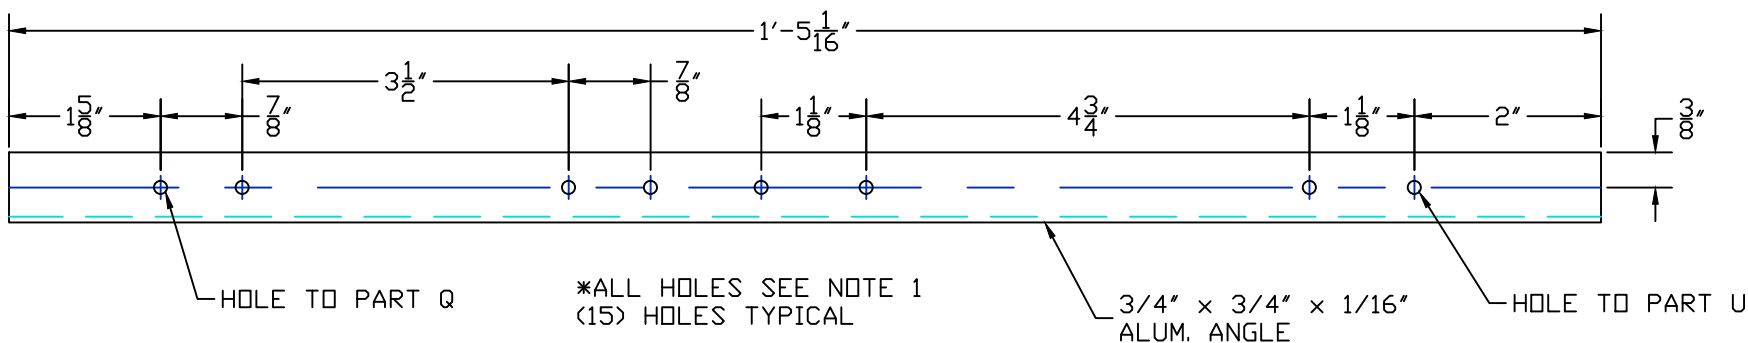 1'-5 1/16"
3 1/2"
7/8"
1 5/8"
7/8"
1 1/8"
4 3/4"
1 1/8"
2"
3/8"
HOLE TO PART Q
*ALL HOLES SEE NOTE 1
(15) HOLES TYPICAL
3/4" x 3/4" x 1/16"
ALUM. ANGLE
HOLE TO PART U